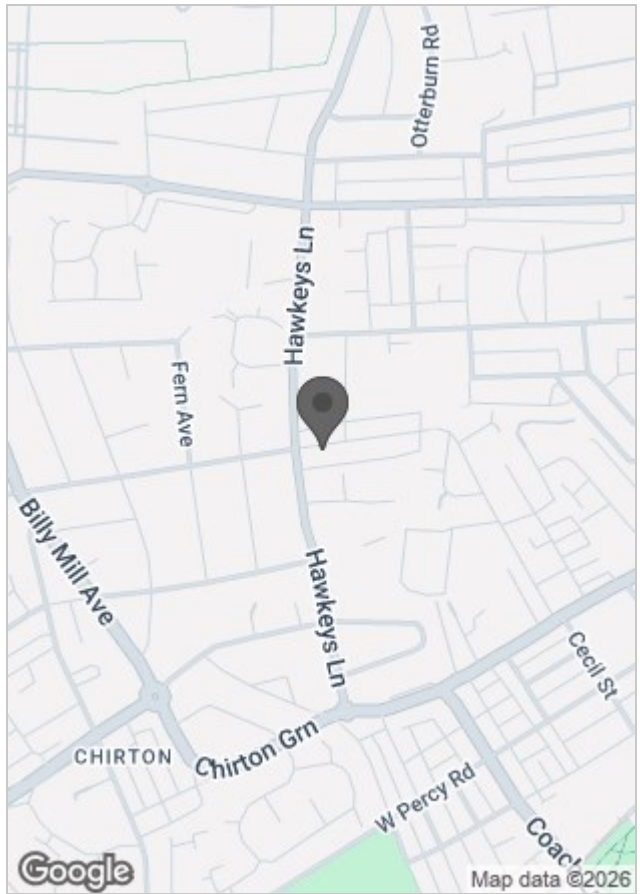 Otterburn Rd
Hawkeys Ln
Fern Ave
Billy Mill Ave
Hawkeys Ln
Cecil St
CHIRTON
Chirton Grn
W Percy Rd
Coach
Google
Map data ©2026